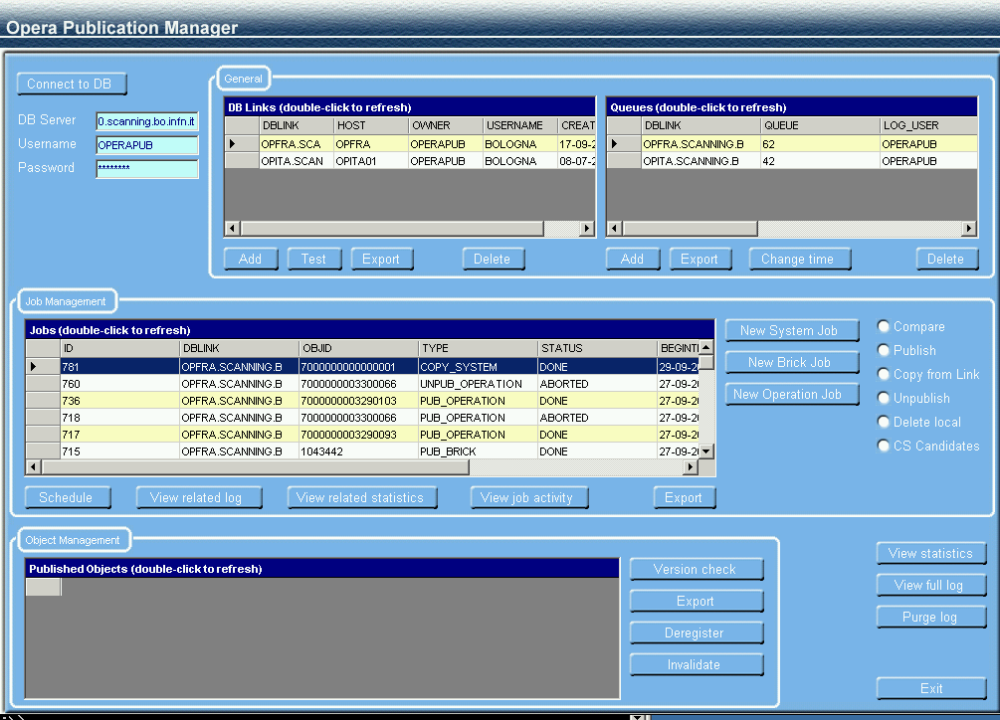 Opera Publication Manager
Connect to DB
DB Server 0.scanning.bo.infn.it
Username OPERAPUB
Password ********
General
DB Links (double-click to refresh)
DBLINK HOST OWNER USERNAME CREAT
OPFRA.SCA OPFRA OPERAPUB BOLOGNA 17-09-2
OPITA.SCAN OPITA01 OPERAPUB BOLOGNA 08-07-2
Add Test Export Delete
Queues (double-click to refresh)
DBLINK QUEUE LOG_USER
OPFRA.SCANNING.B 62 OPERAPUB
OPITA.SCANNING.B 42 OPERAPUB
Add Export Change time Delete
Job Management
Jobs (double-click to refresh)
ID DBLINK OBJID TYPE STATUS BEGINTI
781 OPFRA.SCANNING.B 7000000000000001 COPY_SYSTEM DONE 29-09-20
760 OPFRA.SCANNING.B 7000000003300066 UNPUB_OPERATION ABORTED 27-09-20
736 OPFRA.SCANNING.B 7000000003290103 PUB_OPERATION DONE 27-09-20
718 OPFRA.SCANNING.B 7000000003300066 PUB_OPERATION ABORTED 27-09-20
717 OPFRA.SCANNING.B 7000000003290093 PUB_OPERATION DONE 27-09-20
715 OPFRA.SCANNING.B 1043442 PUB_BRICK DONE 27-09-20
New System Job
New Brick Job
New Operation Job
Compare
Publish
Copy from Link
Unpublish
Delete local
CS Candidates
Schedule View related log View related statistics View job activity Export
Object Management
Published Objects (double-click to refresh)
Version check
Export
Deregister
Invalidate
View statistics
View full log
Purge log
Exit